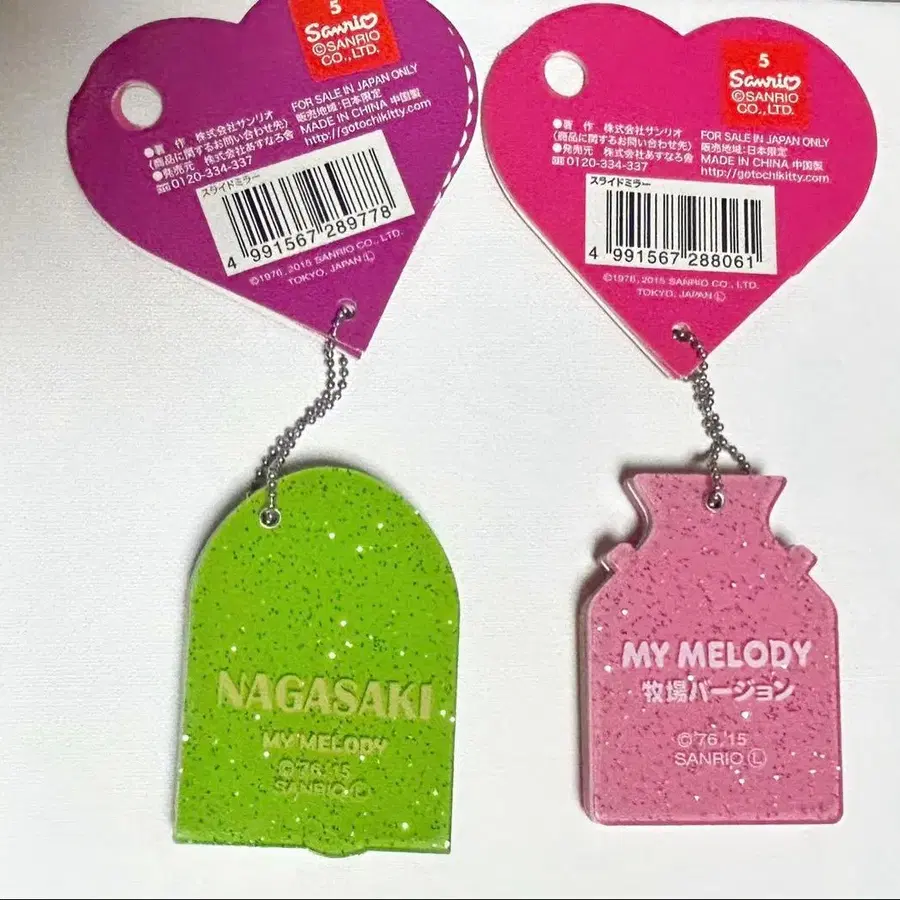 5
Sanrio
©SANRIO
CO., LTD.
●著 作 株式会社サンリオ
(商品に関するお問い合わせ先)
●発売元 株式会社あすなろ舎
0120-334-337
FOR SALE IN JAPAN ONLY
販売地域:日本限定
MADE IN CHINA 中国製
http://gotochikitty.com
スライドミラー
4 991567 289778
©1976, 2015 SANRIO CO., LTD.
TOKYO, JAPAN Ⓛ
NAGASAKI
MY MELODY
©'76,'15
SANRIO Ⓛ
5
Sanrio
©SANRIO
CO., LTD.
●著 作 株式会社サンリオ
(商品に関するお問い合わせ先)
●発売元 株式会社あすなろ舎
0120-334-337
FOR SALE IN JAPAN ONLY
販売地域:日本限定
MADE IN CHINA 中国製
http://gotochikitty.com
スライドミラー
4 991567 288061
©1976, 2015 SANRIO CO., LTD.
TOKYO, JAPAN Ⓛ
MY MELODY
牧場バージョン
©'76,'15
SANRIO Ⓛ